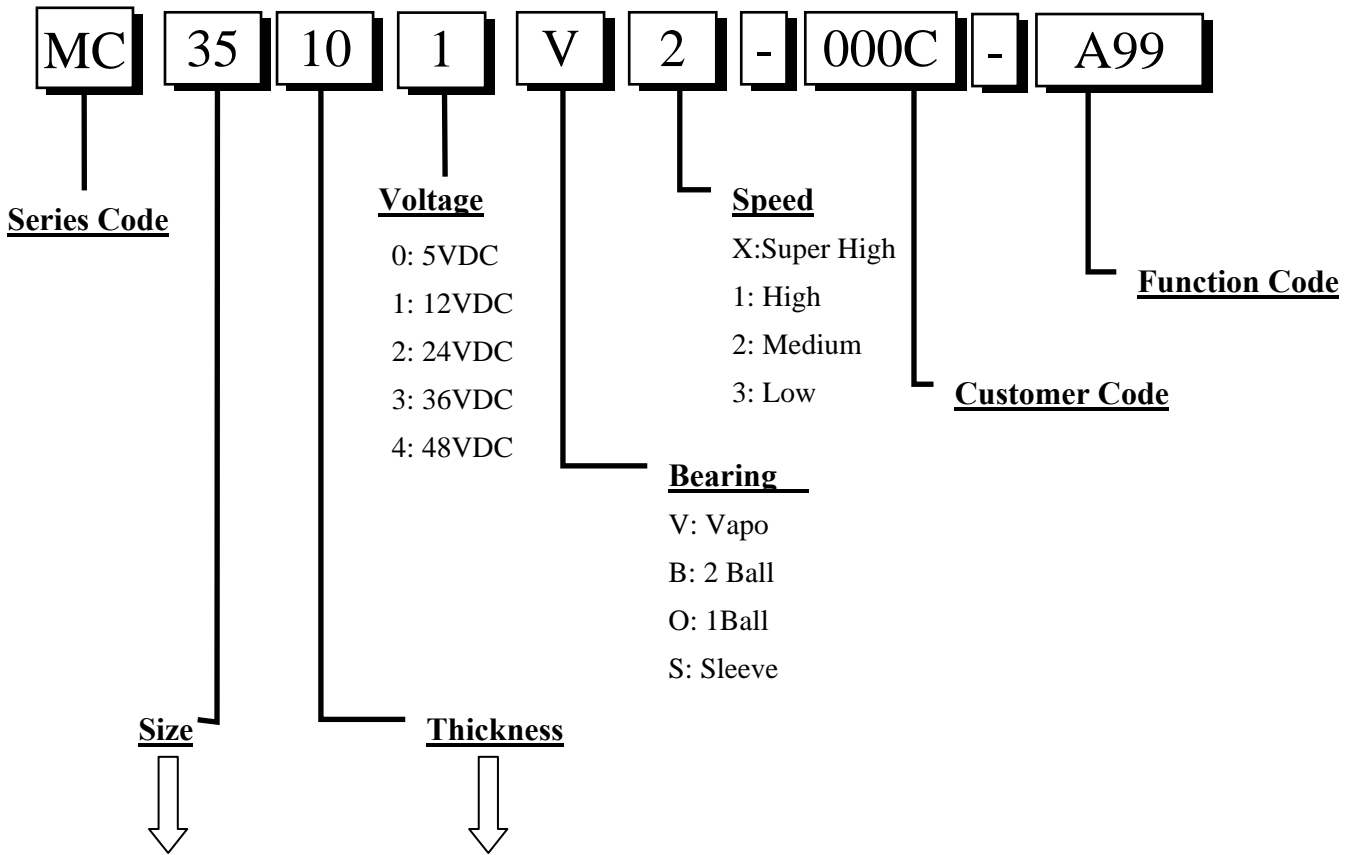 MC 35 10 1 V 2 - 000C - A99
Series Code
Voltage
0: 5VDC
1: 12VDC
2: 24VDC
3: 36VDC
4: 48VDC
Speed
X:Super High
1: High
2: Medium
3: Low
Function Code
Customer Code
Bearing
V: Vapo
B: 2 Ball
O: 1Ball
S: Sleeve
Size
Thickness